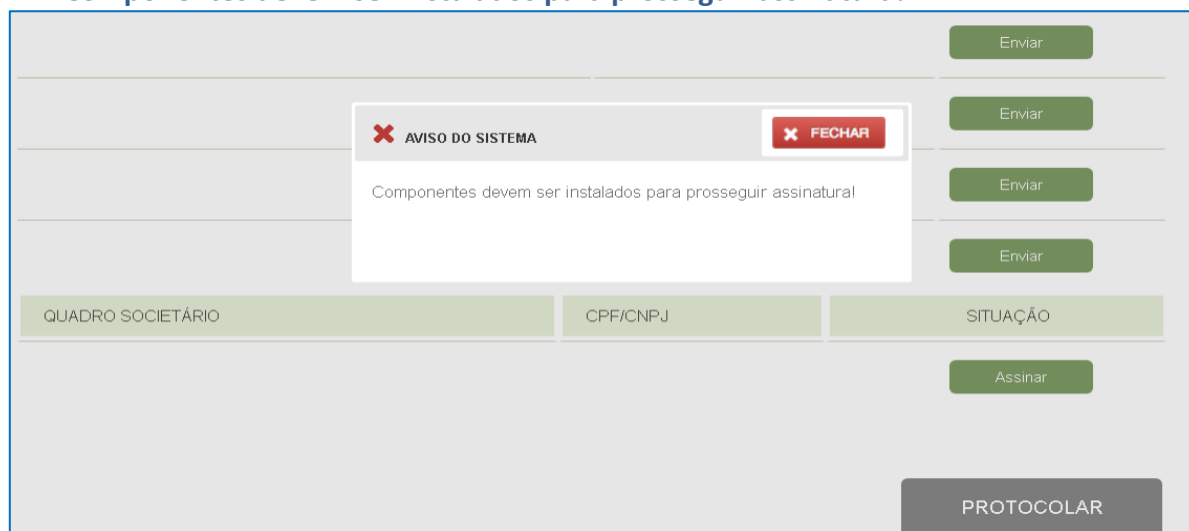 Enviar
Enviar
AVISO DO SISTEMA
FECHAR
Componentes devem ser instalados para prosseguir assinatura!
Enviar
Enviar
QUADRO SOCIETÁRIO CPF/CNPJ SITUAÇÃO
Assinar
PROTOCOLAR